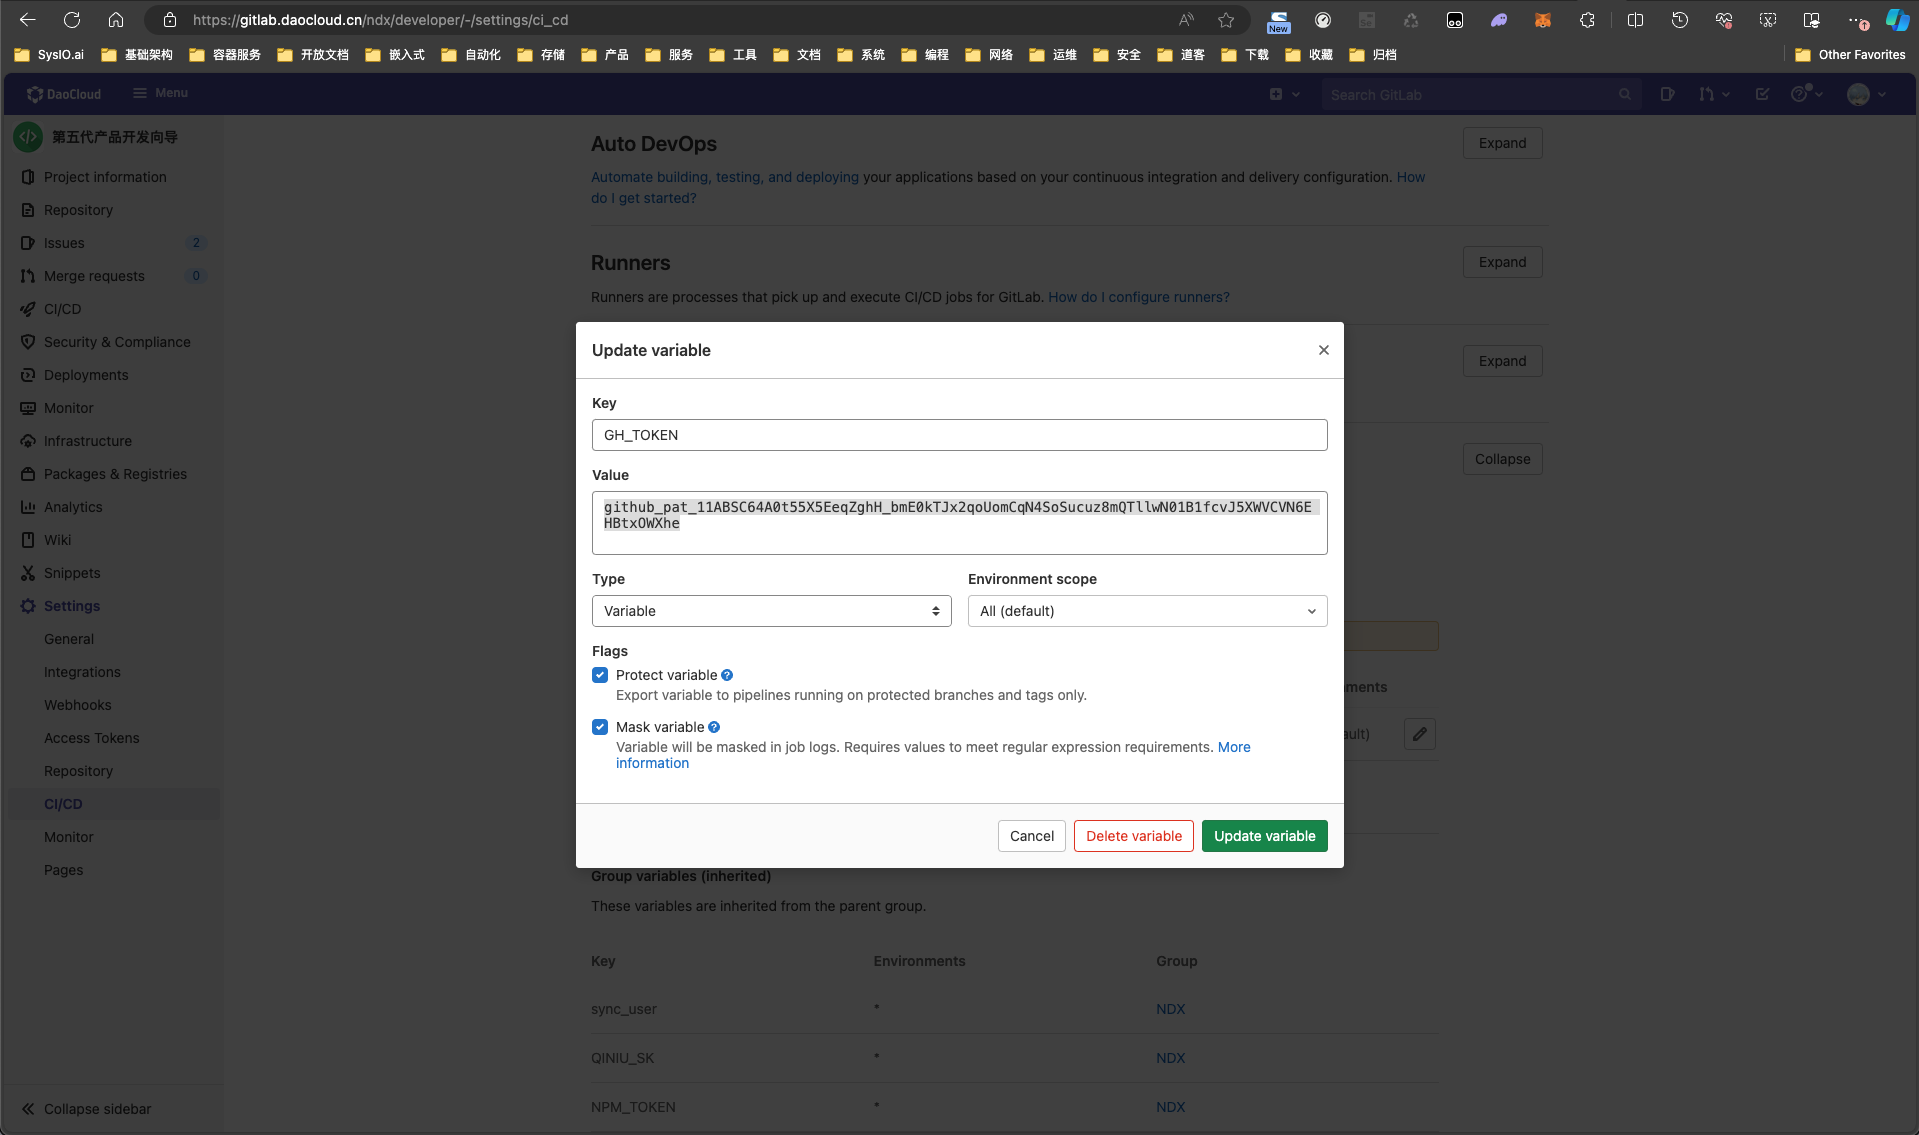 https://gitlab.daocloud.cn/ndx/developer/-/settings/ci_cd
New
SysIO.ai
基础架构
容器服务
开放文档
嵌入式
自动化
存储
产品
服务
工具
文档
系统
编程
网络
运维
安全
道客
下载
收藏
归档
Other Favorites
DaoCloud
Menu
Search GitLab
第五代产品开发向导
Project information
Repository
Issues 2
Merge requests 0
CI/CD
Security & Compliance
Deployments
Monitor
Infrastructure
Packages & Registries
Analytics
Wiki
Snippets
Settings
General
Integrations
Webhooks
Access Tokens
Repository
CI/CD
Monitor
Pages
Collapse sidebar
Auto DevOps
Expand
Automate building, testing, and deploying your applications based on your continuous integration and delivery configuration. How
do I get started?
Runners
Expand
Runners are processes that pick up and execute CI/CD jobs for GitLab. How do I configure runners?
Expand
Collapse
Update variable
Key
GH_TOKEN
Value
github_pat_11ABSC64A0t55X5EeqZghH_bmE0kTJx2qoUomCqN4SoSucuz8mQTllwN01B1fcvJ5XWVCVN6E
HBtxOWXhe
Type
Environment scope
Variable
All (default)
Flags
Protect variable
Export variable to pipelines running on protected branches and tags only.
Mask variable
Variable will be masked in job logs. Requires values to meet regular expression requirements. More
information
Cancel
Delete variable
Update variable
nments
ault)
Group variables (inherited)
These variables are inherited from the parent group.
Key Environments Group
sync_user * NDX
QINIU_SK * NDX
NPM_TOKEN * NDX